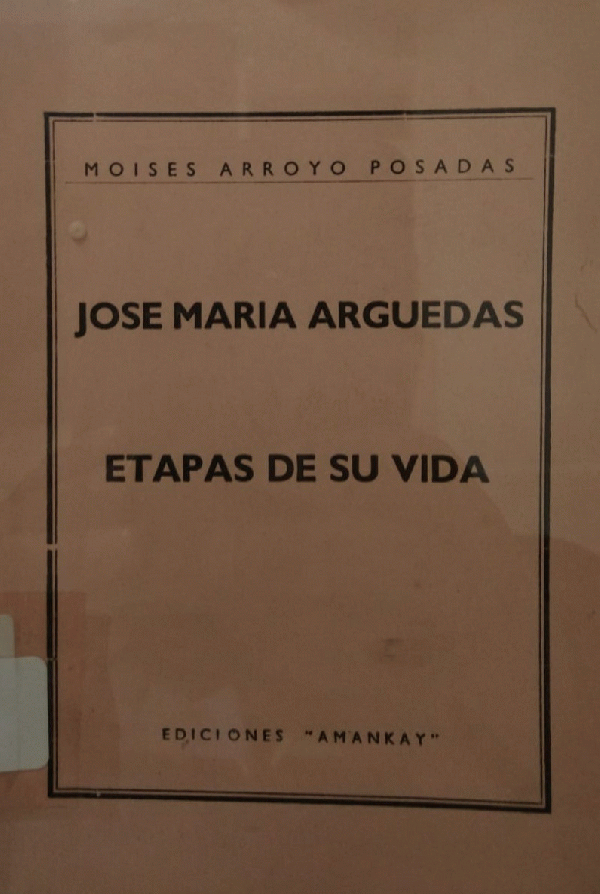 MOISES ARROYO POSADAS
JOSE MARIA ARGUEDAS
ETAPAS DE SU VIDA
EDICIONES "AMANKAY"